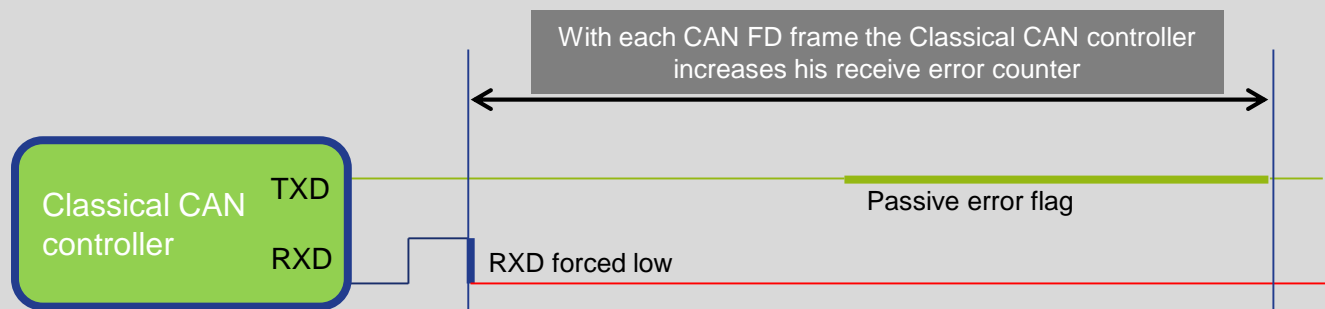 With each CAN FD frame the Classical CAN controller
increases his receive error counter
Classical CAN
controller
TXD
RXD
Passive error flag
RXD forced low